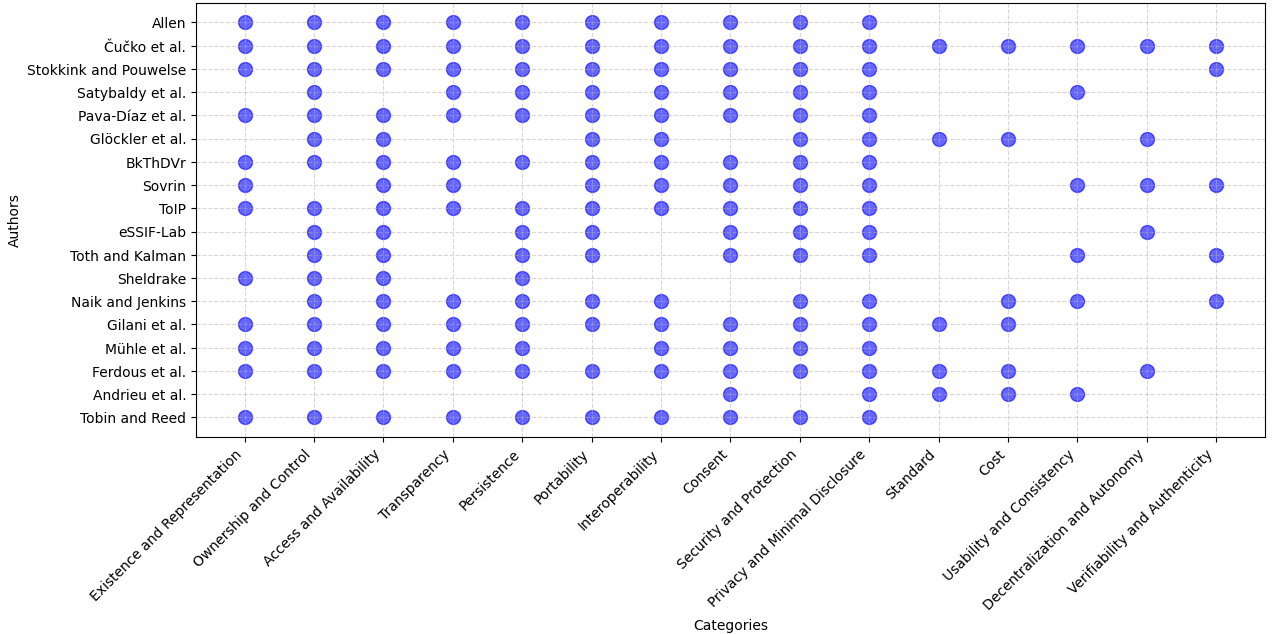 Allen
Čučko et al.
Stokkink and Pouwelse
Satybaldy et al.
Pava-Díaz et al.
Glöckler et al.
BkThDVr
Sovrin
ToIP
eSSIF-Lab
Toth and Kalman
Sheldrake
Naik and Jenkins
Gilani et al.
Mühle et al.
Ferdous et al.
Andrieu et al.
Tobin and Reed
Authors
Existence and Representation
Ownership and Control
Access and Availability
Transparency
Persistence
Portability
Interoperability
Consent
Security and Protection
Privacy and Minimal Disclosure
Standard
Cost
Usability and Consistency
Decentralization and Autonomy
Verifiability and Authenticity
Categories